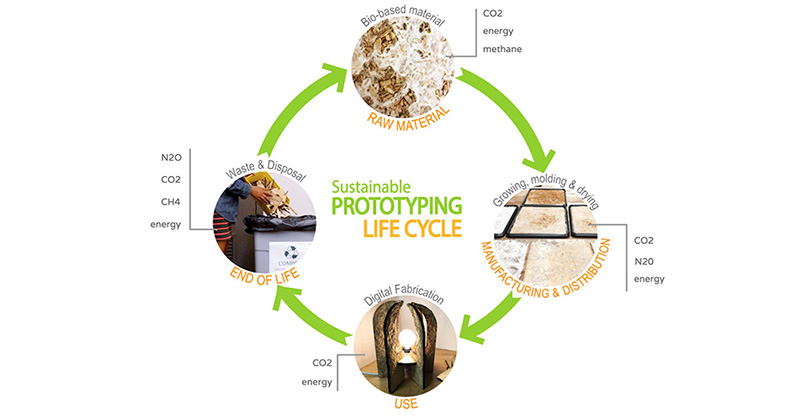 Bio-based material
RAW MATERIAL
CO2
energy
methane
Growing, molding & drying
MANUFACTURING & DISTRIBUTION
CO2
N20
energy
Digital Fabrication
USE
CO2
energy
Waste & Disposal
END OF LIFE
N2O
CO2
CH4
energy
Sustainable
PROTOTYPING
LIFE CYCLE